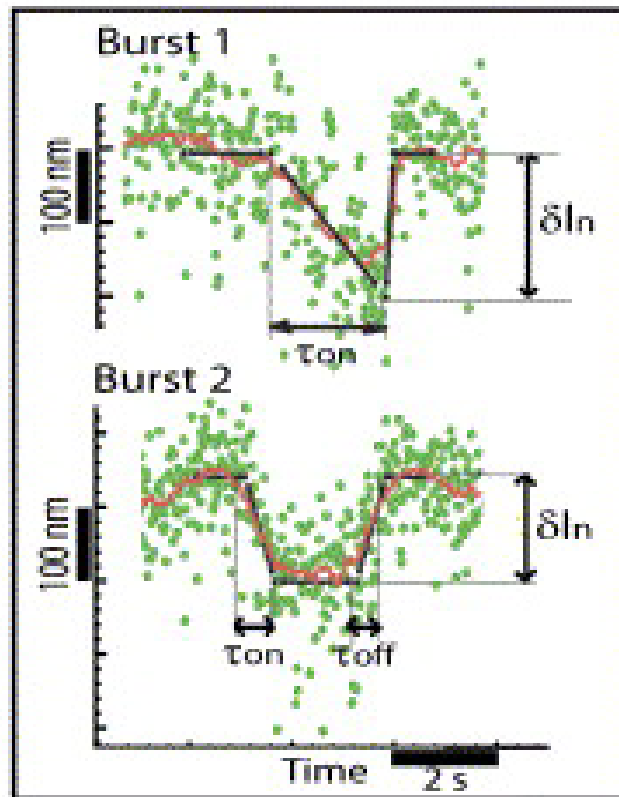 Burst 1
100 nm
δln
τon
Burst 2
100 nm
δln
τon
τoff
Time
2 s